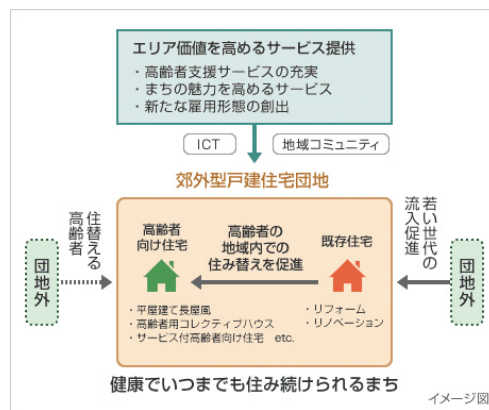 エリア価値を高めるサービス提供
・高齢者支援サービスの充実
・まちの魅力を高めるサービス
・新たな雇用形態の創出
ICT
地域コミュニティ
郊外型戸建住宅団地
団地外
住替える
高齢者
高齢者
向け住宅
高齢者の
地域内での
住み替えを促進
既存住宅
若い世代の
流入促進
団地外
・平屋建て長屋風
・高齢者用コレクティブハウス
・サービス付高齢者向け住宅 etc.
・リフォーム
・リノベーション
健康でいつまでも住み続けられるまち
イメージ図